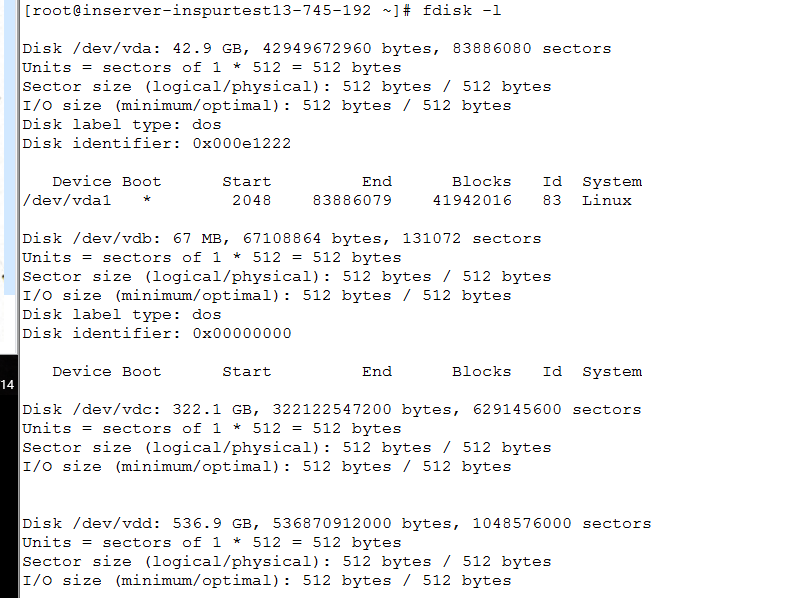 [root@inserver-inspurtest13-745-192 ~]# fdisk -l
Disk /dev/vda: 42.9 GB, 42949672960 bytes, 83886080 sectors
Units = sectors of 1 * 512 = 512 bytes
Sector size (logical/physical): 512 bytes / 512 bytes
I/O size (minimum/optimal): 512 bytes / 512 bytes
Disk label type: dos
Disk identifier: 0x000e1222
Device Boot Start End Blocks Id System
/dev/vda1 * 2048 83886079 41942016 83 Linux
Disk /dev/vdb: 67 MB, 67108864 bytes, 131072 sectors
Units = sectors of 1 * 512 = 512 bytes
Sector size (logical/physical): 512 bytes / 512 bytes
I/O size (minimum/optimal): 512 bytes / 512 bytes
Disk label type: dos
Disk identifier: 0x00000000
Device Boot Start End Blocks Id System
14
Disk /dev/vdc: 322.1 GB, 322122547200 bytes, 629145600 sectors
Units = sectors of 1 * 512 = 512 bytes
Sector size (logical/physical): 512 bytes / 512 bytes
I/O size (minimum/optimal): 512 bytes / 512 bytes
Disk /dev/vdd: 536.9 GB, 536870912000 bytes, 1048576000 sectors
Units = sectors of 1 * 512 = 512 bytes
Sector size (logical/physical): 512 bytes / 512 bytes
I/O size (minimum/optimal): 512 bytes / 512 bytes